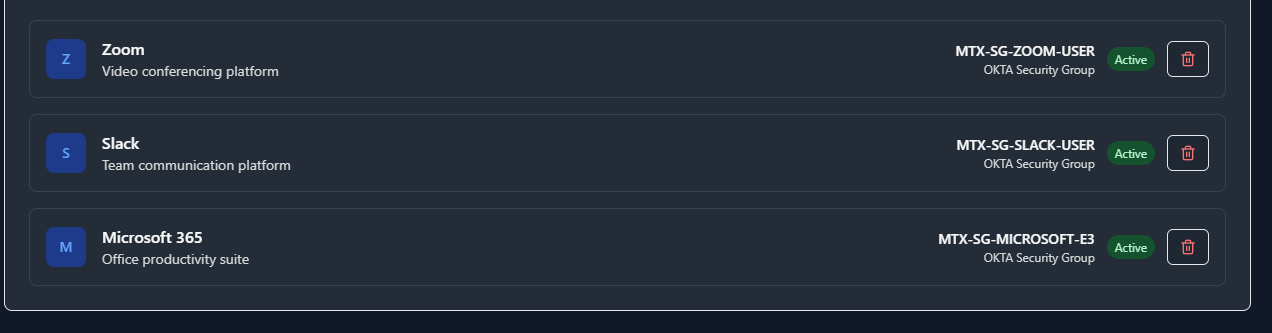 Z
Zoom
Video conferencing platform
MTX-SG-ZOOM-USER
OKTA Security Group
Active
S
Slack
Team communication platform
MTX-SG-SLACK-USER
OKTA Security Group
Active
M
Microsoft 365
Office productivity suite
MTX-SG-MICROSOFT-E3
OKTA Security Group
Active